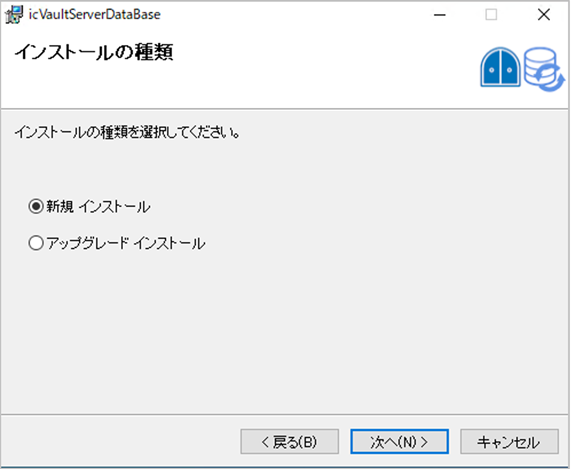 icVaultServerDataBase
インストールの種類
インストールの種類を選択してください。
新規 インストール
アップグレード インストール
< 戻る(B)
次へ(N) >
キャンセル